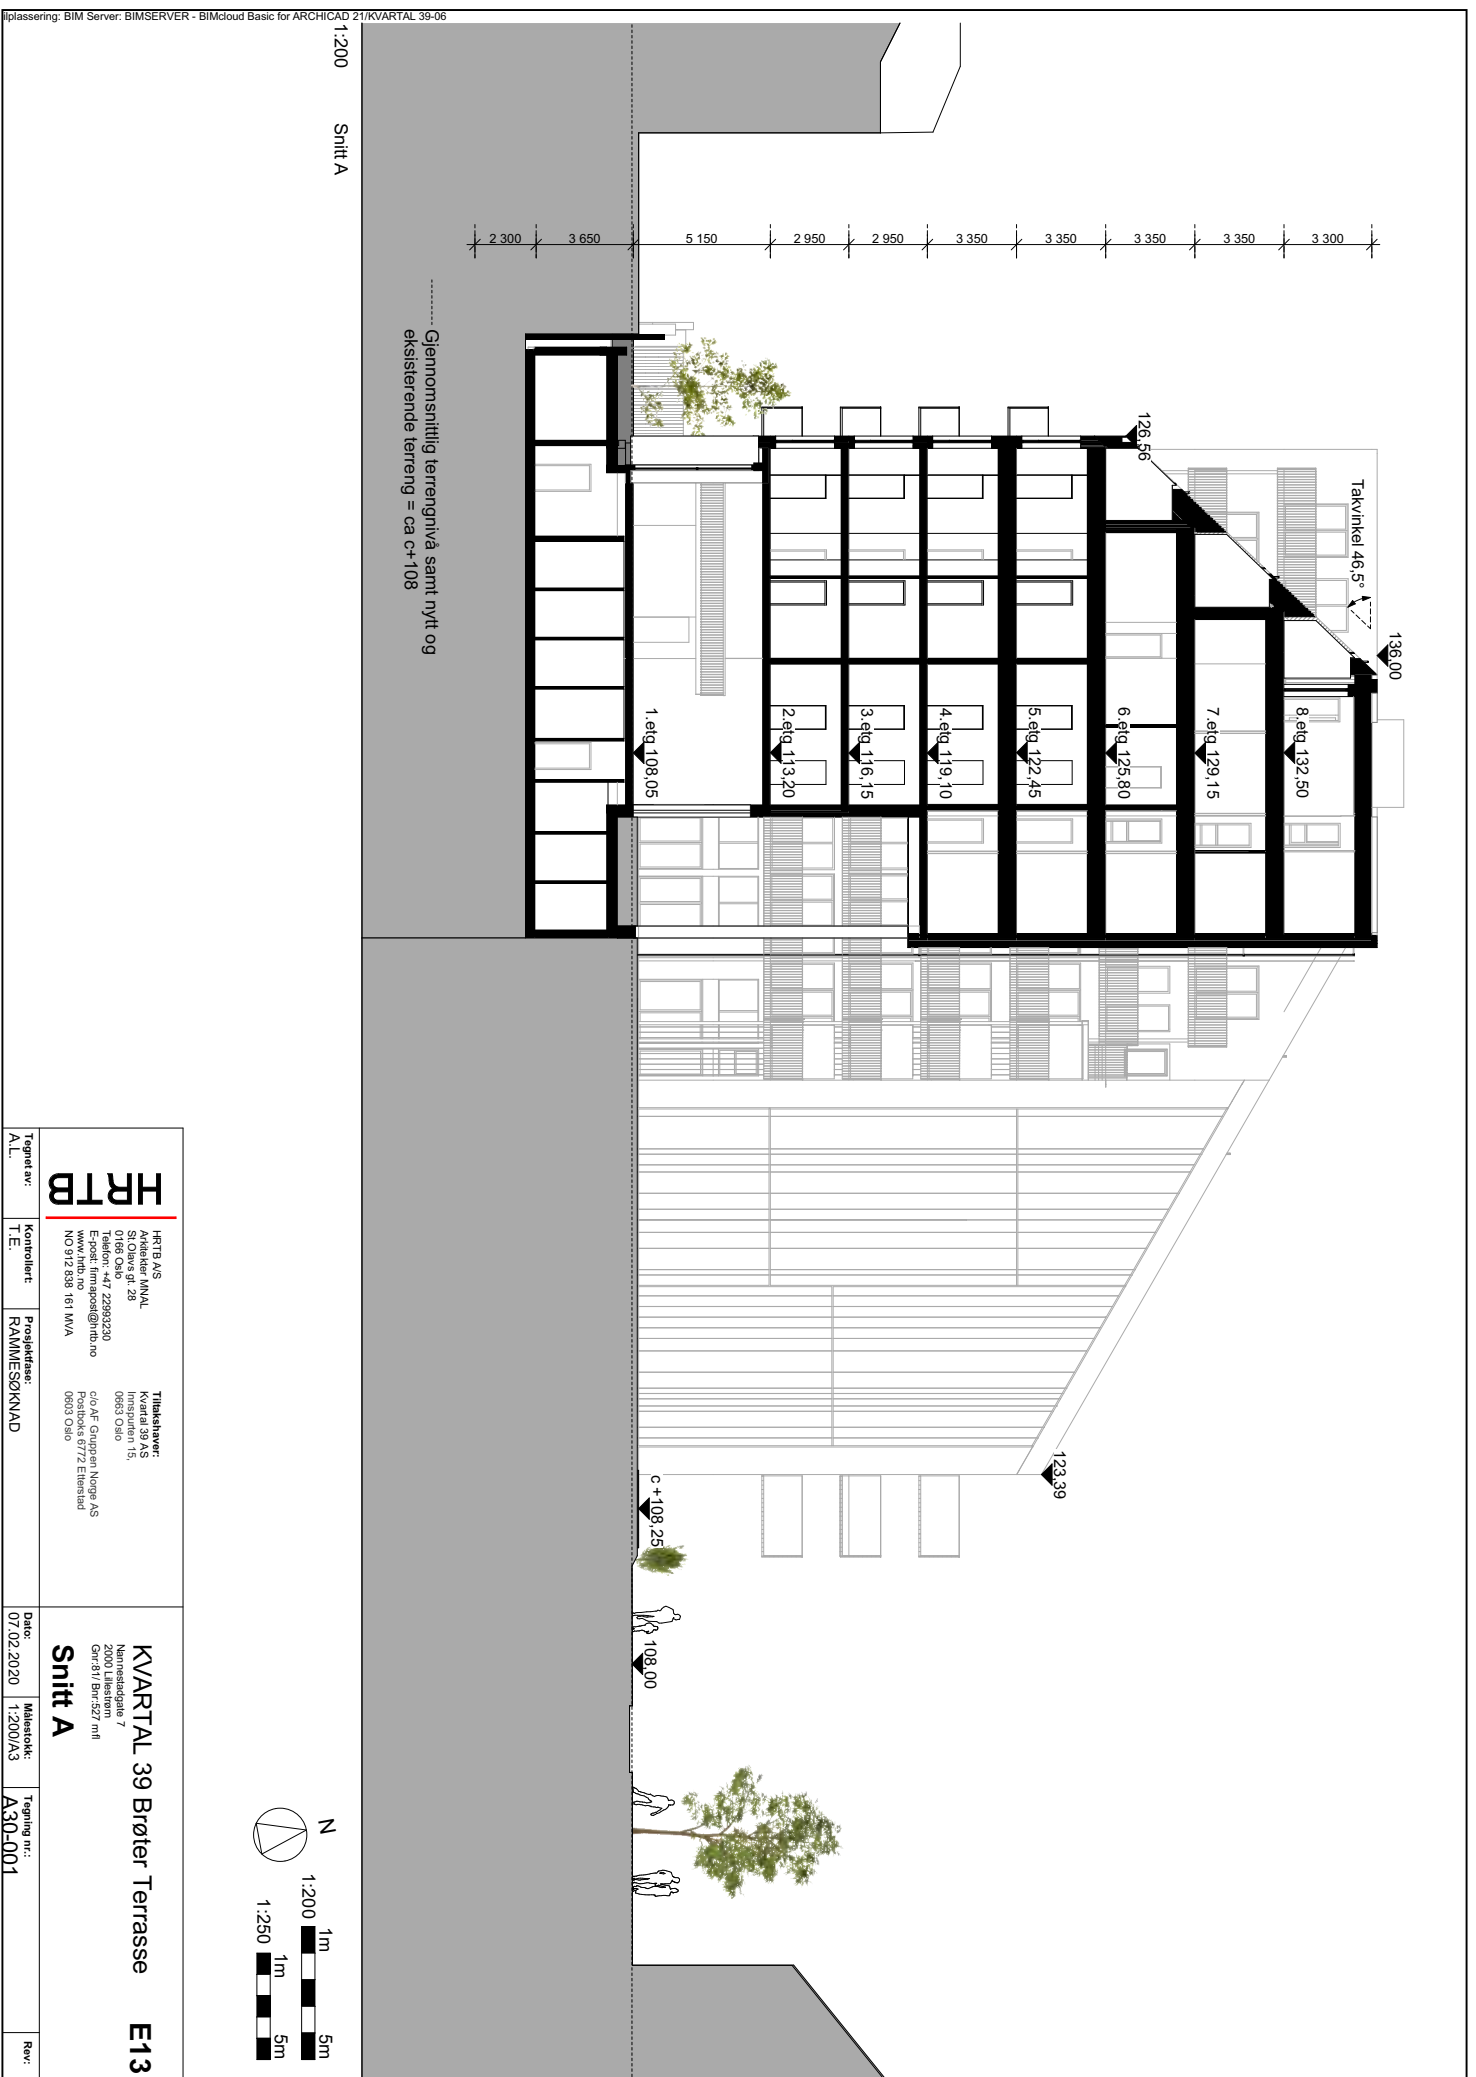 ilplassering: BIM Server: BIMSERVER - BIMcloud Basic for ARCHICAD 21/KVARTAL 39-06
136,00
Takvinkel 46,5°
126,56
3 300
3 350
3 350
3 350
3 350
2 950
2 950
5 150
3 650
2 300
8.etg 132,50
7.etg 129,15
6.etg 125,80
5.etg 122,45
4.etg 119,10
3.etg 116,15
2.etg 113,20
1.etg 108,05
123,39
c +108,25
108,00
Gjennomsnittlig terrengnivå samt nytt og
eksisterende terreng = ca c+108
1:200 Snitt A
N
1:200 1m 5m
1:250 1m 5m
HRTB
HRTB A/S
Arkitekter MNAL
St.Olavs gt. 28
0166 Oslo
Telefon: +47 22993230
E-post: firmapost@hrtb.no
www.hrtb.no
NO 912 838 161 MVA
Tiltakshaver:
Kvartal 39 AS
Innspurten 15,
0663 Oslo
c/o AF Gruppen Norge AS
Postboks 6772 Etterstad
0603 Oslo
KVARTAL 39 Brøter Terrasse E13
Nannestadgate 7
2000 Lillestrøm
Gnr:81/ Bnr:527 mfl
Snitt A
Tegnet av:
A.L.
Kontrollert:
T.E.
Prosjektfase:
RAMMESØKNAD
Dato:
07.02.2020
Målestokk:
1:200/A3
Tegning nr.:
A30-001
Rev: